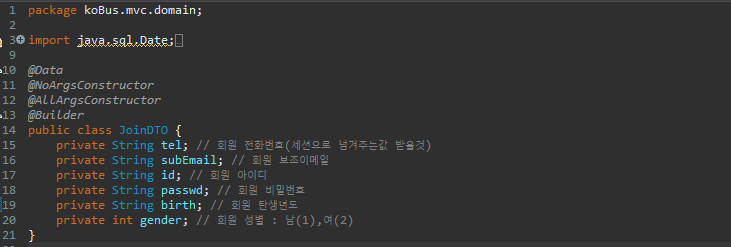 1 package koBus.mvc.domain;
2
3 import java.sql.Date;
9
10 @Data
11 @NoArgsConstructor
12 @AllArgsConstructor
13 @Builder
14 public class JoinDTO {
15 private String tel; // 회원 전화번호(세션으로 넘겨주는값 받을것)
16 private String subEmail; // 회원 보조이메일
17 private String id; // 회원 아이디
18 private String passwd; // 회원 비밀번호
19 private String birth; // 회원 탄생년도
20 private int gender; // 회원 성별 : 남(1),여(2)
21 }